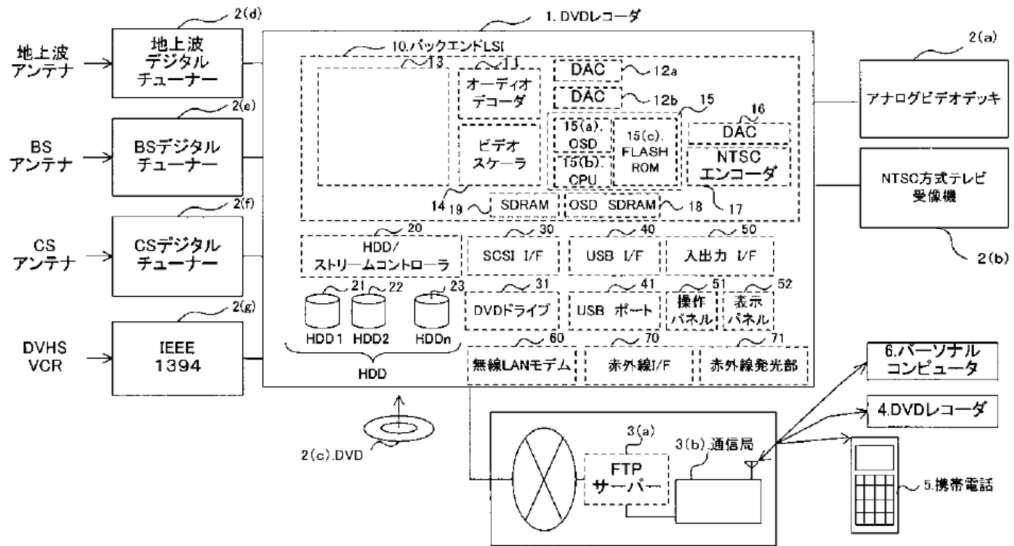 1. DVDレコーダ
2(d)
地上波
アンテナ
地上波
デジタル
チューナー
2(e)
BS
アンテナ
BSデジタル
チューナー
2(f)
CS
アンテナ
CSデジタル
チューナー
2(g)
DVHS
VCR
IEEE
1394
10.バックエンドLSI
13
11
オーディオ
デコーダ
ビデオ
スケーラ
14
DAC
12a
DAC
12b
15
15(a).
OSD
15(b).
CPU
15(c).
FLASH
ROM
16
DAC
NTSC
エンコーダ
17
19
SDRAM
OSD SDRAM
18
20
HDD/
ストリームコントローラ
30
SCSI I/F
40
USB I/F
50
入出力 I/F
21
22
23
HDD1
HDD2
HDDn
HDD
31
DVDドライブ
41
USB ポート
51
操作
パネル
52
表示
パネル
60
無線LANモデム
70
赤外線I/F
71
赤外線発光部
2(a)
アナログビデオデッキ
NTSC方式テレビ
受像機
2(b)
2(c).DVD
3(a)
FTP
サーバー
3(b).通信局
6.パーソナル
コンピュータ
4.DVDレコーダ
5.携帯電話